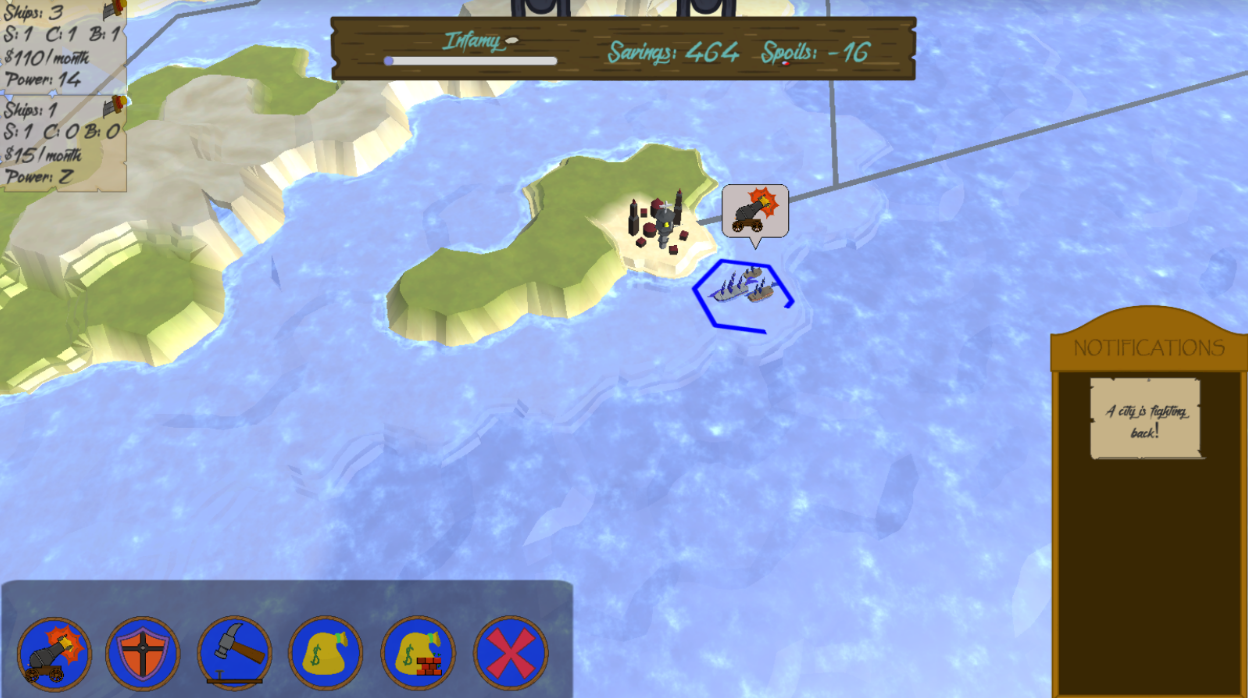 Ships: 3
S: 1 C: 1 B: 1
$110/month
Power: 14
Ships: 1
S: 1 C: 0 B: 0
$15/month
Power: 2
Infamy
Savings: 464 Spoils: -16
NOTIFICATIONS
A city is fighting
back!